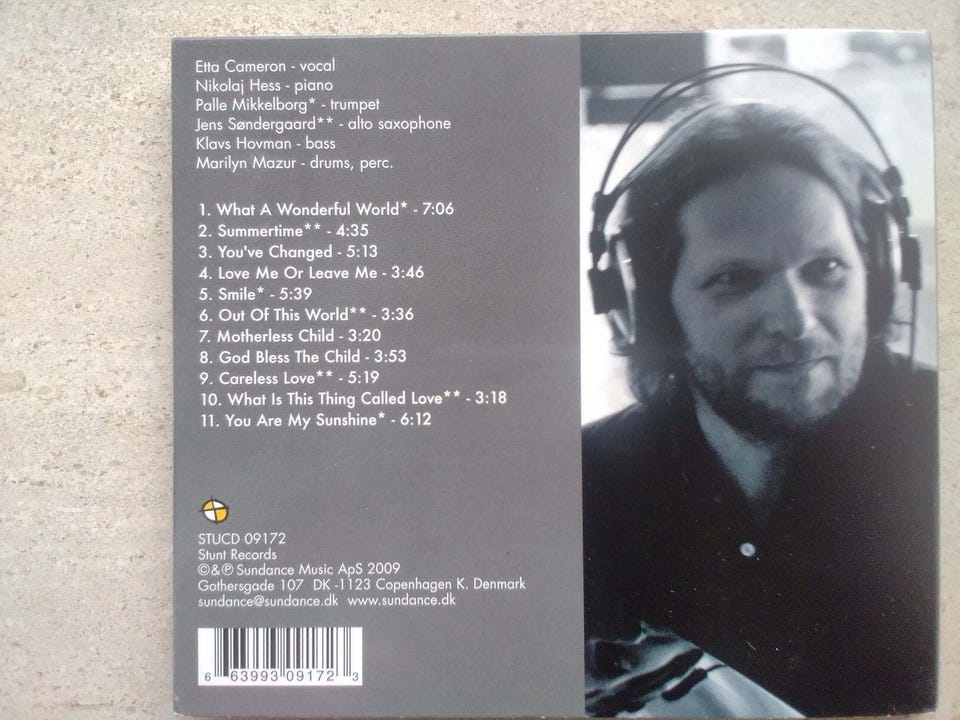 Etta Cameron - vocal
Nikolaj Hess - piano
Palle Mikkelborg* - trumpet
Jens Søndergaard** - alto saxophone
Klavs Hovman - bass
Marilyn Mazur - drums, perc.
1. What A Wonderful World* - 7:06
2. Summertime** - 4:35
3. You've Changed - 5:13
4. Love Me Or Leave Me - 3:46
5. Smile* - 5:39
6. Out Of This World** - 3:36
7. Motherless Child - 3:20
8. God Bless The Child - 3:53
9. Careless Love** - 5:19
10. What Is This Thing Called Love** - 3:18
11. You Are My Sunshine* - 6:12
STUCD 09172
Stunt Records
©&℗ Sundance Music ApS 2009
Gothersgade 107 DK -1123 Copenhagen K. Denmark
sundance@sundance.dk www.sundance.dk
6 63993 09172 3